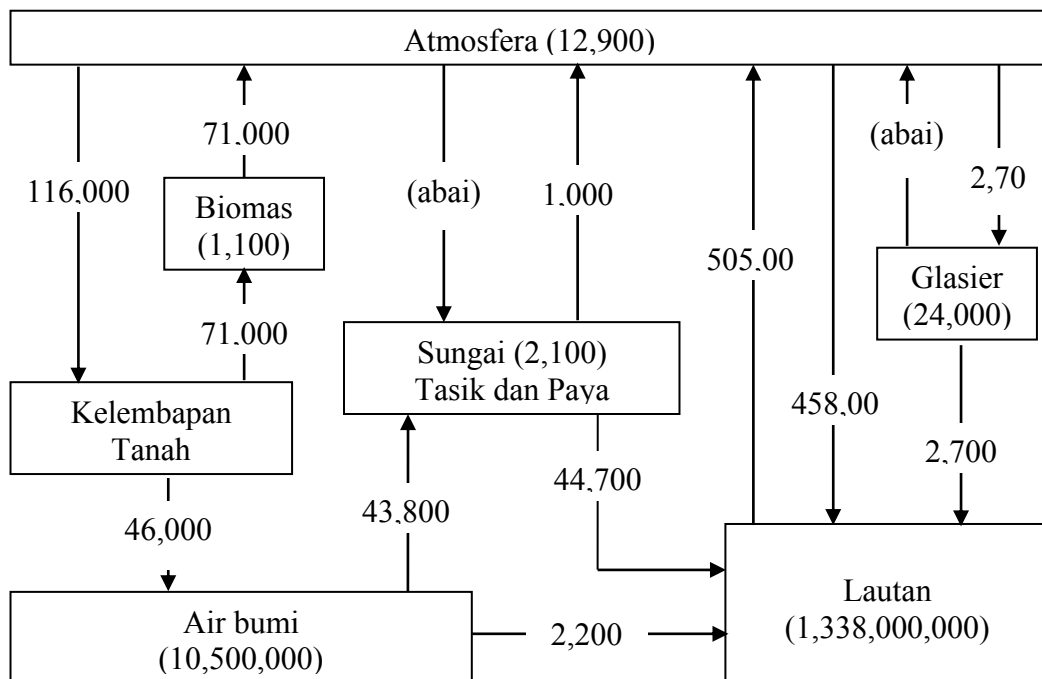 Atmosfera (12,900)
71,000
(abai)
116,000
(abai)
1,000
2,70
Biomas
(1,100)
505,00
Glasier
(24,000)
71,000
Sungai (2,100)
Tasik dan Paya
458,00
Kelembapan
Tanah
2,700
44,700
46,000
43,800
Lautan
(1,338,000,000)
Air bumi
(10,500,000)
2,200